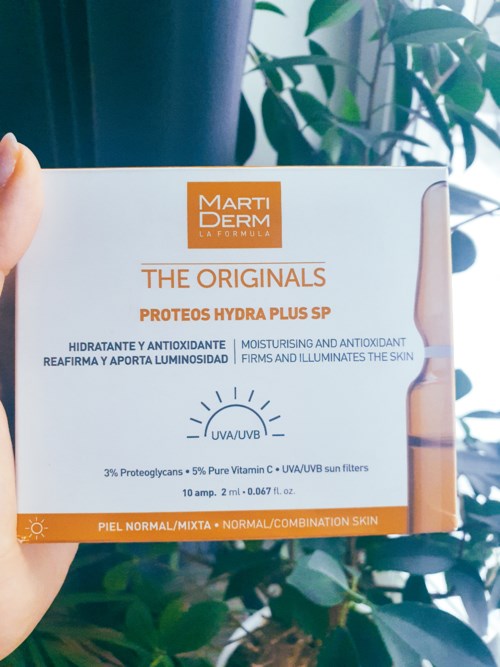 MARTI
DERM
LA FORMULA
THE ORIGINALS
PROTEOS HYDRA PLUS SP
HIDRATANTE Y ANTIOXIDANTE
REAFIRMA Y APORTA LUMINOSIDAD
MOISTURISING AND ANTIOXIDANT
FIRMS AND ILLUMINATES THE SKIN
UVA/UVB
3% Proteoglycans • 5% Pure Vitamin C • UVA/UVB sun filters
10 amp. 2 ml - 0.067 fl. oz.
PIEL NORMAL/MIXTA • NORMAL/COMBINATION SKIN